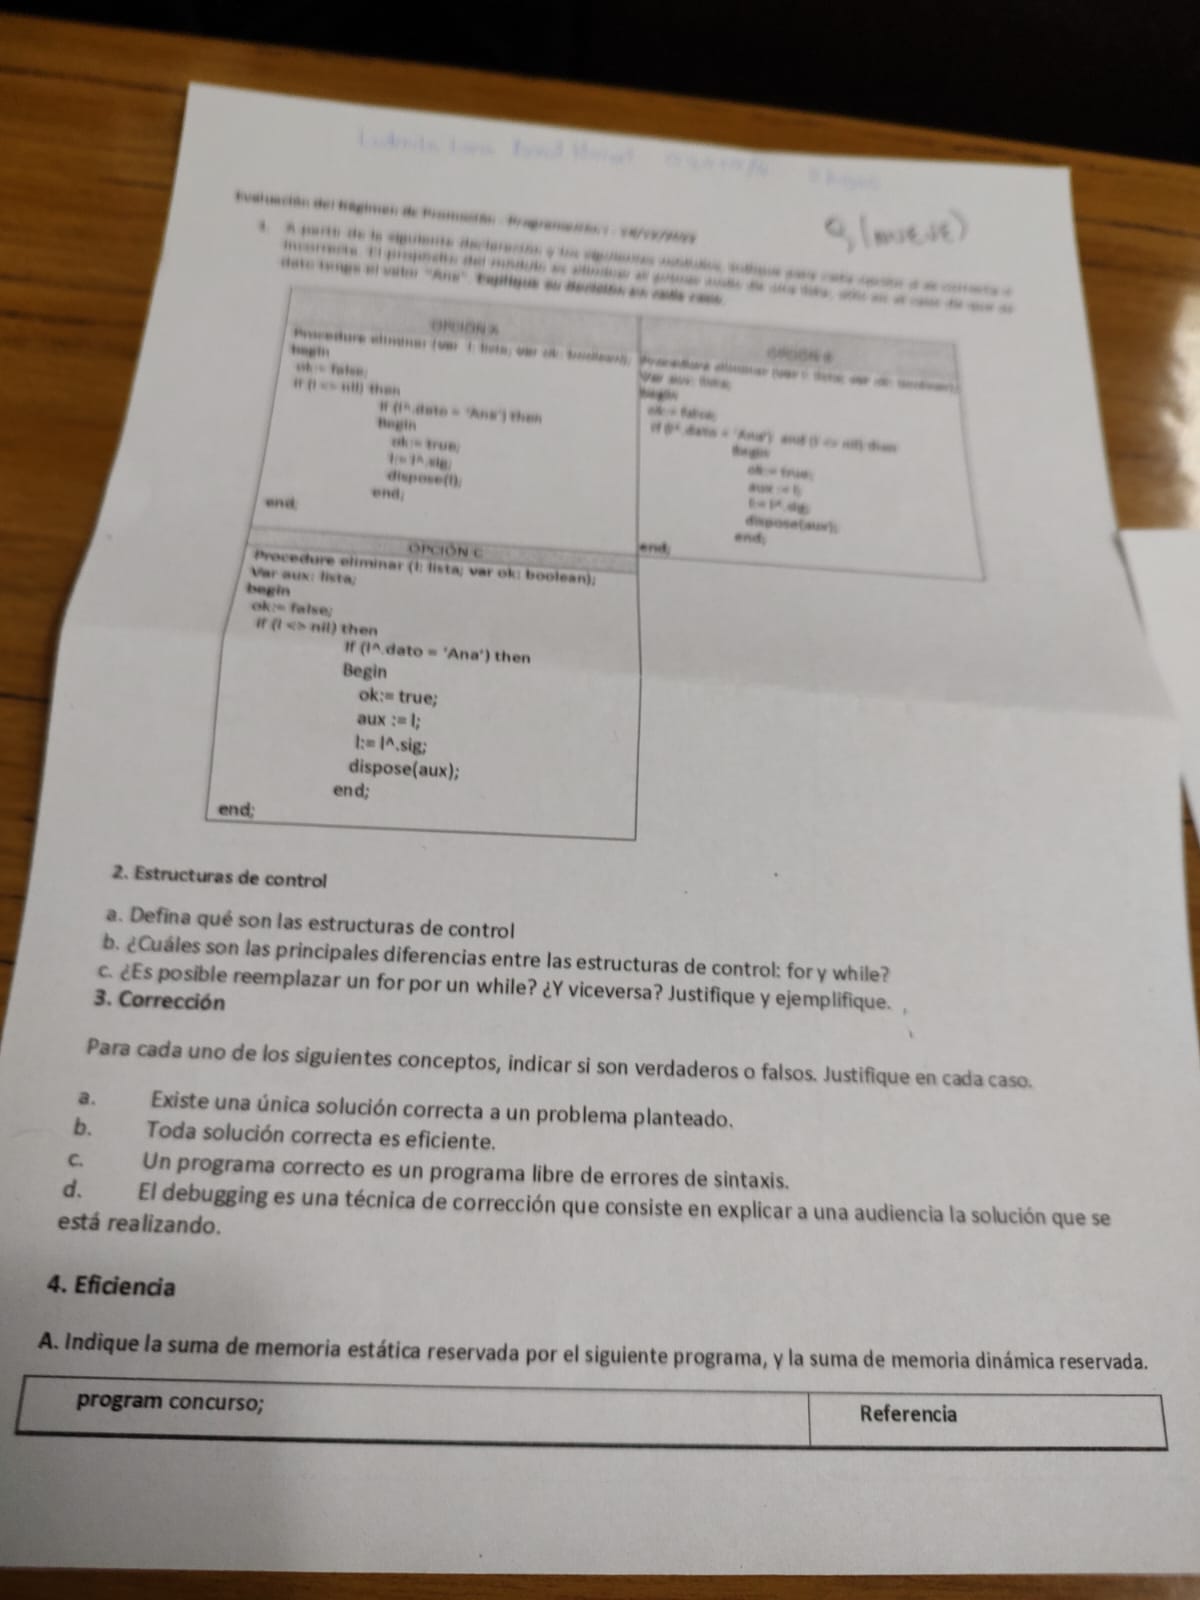 9 (nueve)
Evaluación del Régimen de Promoción - Programación I -
1. A partir de la siguiente declaración y los siguientes módulos, indique para cada opción si es correcta o
incorrecta. El propósito del módulo es eliminar el primer nodo de una lista, sólo en el caso de que el
dato tenga el valor "Ana". Explique su decisión en cada caso.
OPCIÓN A
Procedure eliminar (var l: lista; var ok: boolean);
begin
ok:= false;
if (l <> nil) then
if (l^.dato = 'Ana') then
Begin
ok:= true;
l:= l^.sig;
dispose(l);
end;
end;
OPCIÓN B
Procedure eliminar (var l: lista; var ok: boolean);
Var aux: lista;
begin
ok:= false;
if (l^.dato = 'Ana') and (l <> nil) then
Begin
ok:= true;
aux := l;
l:= l^.sig;
dispose(aux);
end;
end;
OPCIÓN C
Procedure eliminar (l: lista; var ok: boolean);
Var aux: lista;
begin
ok:= false;
if (l <> nil) then
if (l^.dato = 'Ana') then
Begin
ok:= true;
aux := l;
l:= l^.sig;
dispose(aux);
end;
end;
2. Estructuras de control
a. Defina qué son las estructuras de control
b. ¿Cuáles son las principales diferencias entre las estructuras de control: for y while?
c. ¿Es posible reemplazar un for por un while? ¿Y viceversa? Justifique y ejemplifique.
3. Corrección
Para cada uno de los siguientes conceptos, indicar si son verdaderos o falsos. Justifique en cada caso.
a. Existe una única solución correcta a un problema planteado.
b. Toda solución correcta es eficiente.
c. Un programa correcto es un programa libre de errores de sintaxis.
d. El debugging es una técnica de corrección que consiste en explicar a una audiencia la solución que se
está realizando.
4. Eficiencia
A. Indique la suma de memoria estática reservada por el siguiente programa, y la suma de memoria dinámica reservada.
program concurso;
Referencia